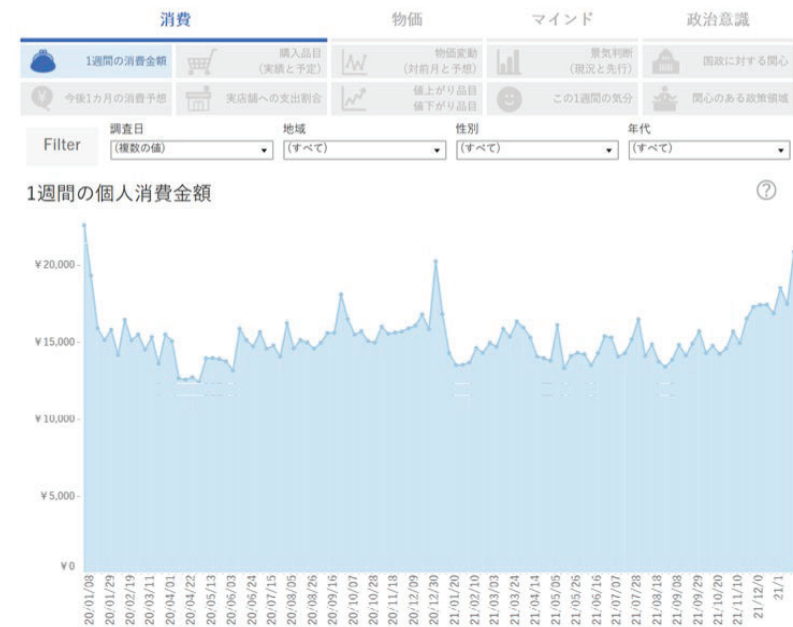 消費
物価
マインド
政治意識
1週間の消費金額
購入品目
(実績と予定)
物価変動
(対前月と予想)
景気判断
(現況と先行)
国政に対する関心
今後1カ月の消費予想
実店舗への支出割合
値上がり品目
値下がり品目
この1週間の気分
関心のある政策領域
Filter
調査日
(複数の値)
地域
(すべて)
性別
(すべて)
年代
(すべて)
1週間の個人消費金額
?
¥20,000
¥15,000
¥10,000
¥5,000
¥0
20/01/08
20/01/29
20/02/19
20/03/11
20/04/01
20/04/22
20/05/13
20/06/03
20/06/24
20/07/15
20/08/05
20/08/26
20/09/16
20/10/07
20/10/28
20/11/18
20/12/09
20/12/30
21/01/20
21/02/10
21/03/03
21/03/24
21/04/14
21/05/05
21/05/26
21/06/16
21/07/07
21/07/28
21/08/18
21/09/08
21/09/29
21/10/20
21/11/10
21/12/0
21/1